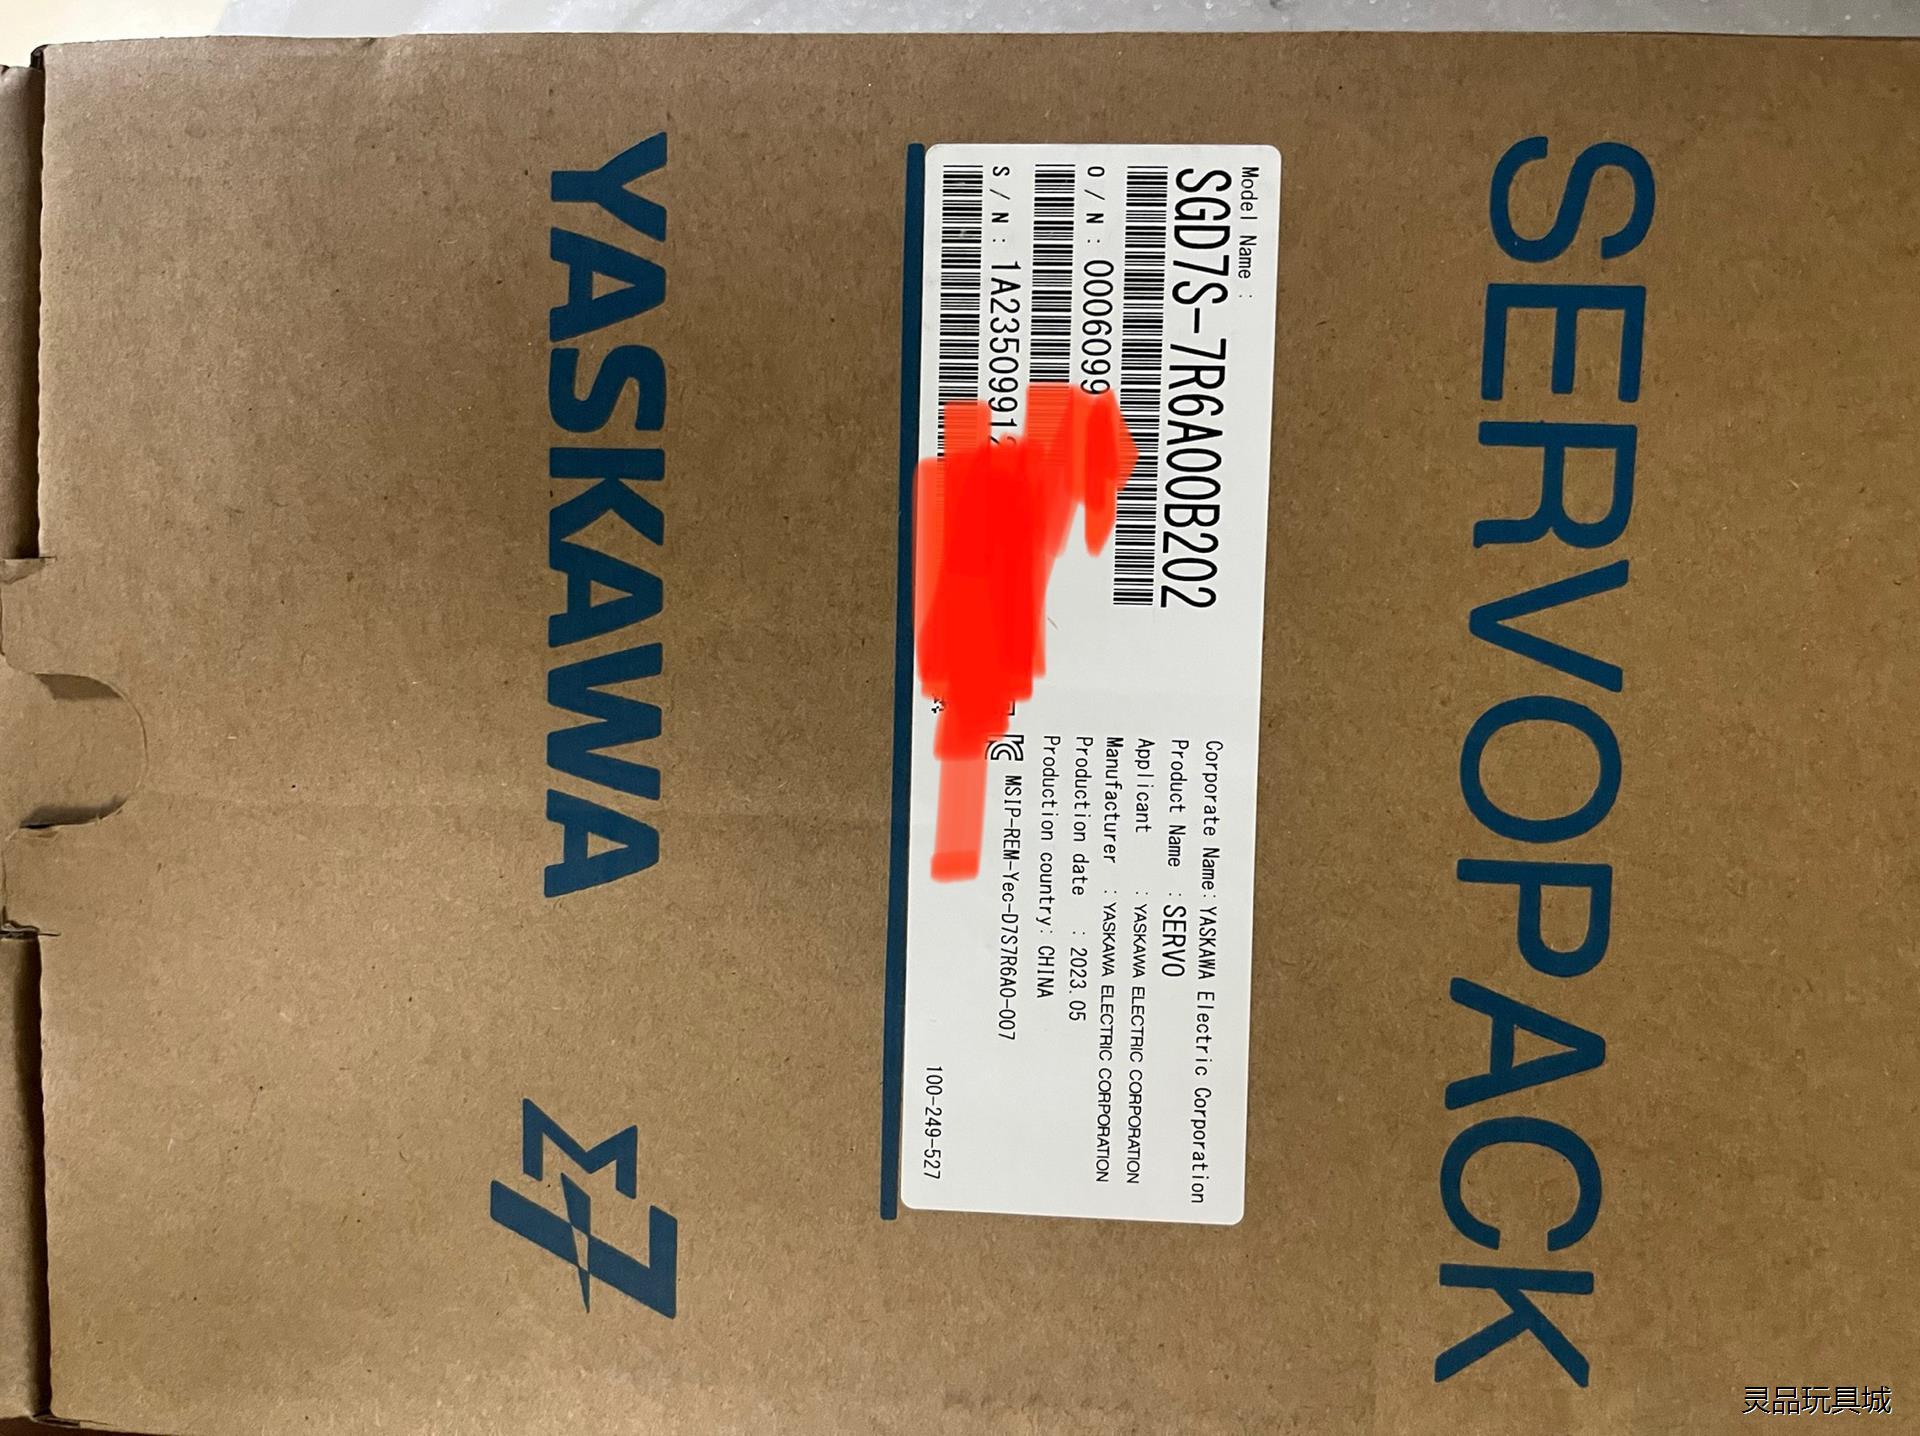 SERVOPACK
Model Name :
SGD7S-7R6A00B202
O/N: 0006099
S/N: 1A23509912
Corporate Name: YASKAWA Electric Corporation
Product Name : SERVO
Applicant : YASKAWA ELECTRIC CORPORATION
Manufacturer : YASKAWA ELECTRIC CORPORATION
Production date : 2023.05
Production country: CHINA
MSIP-REM-Yec-D7S7R6A0-007
100-249-527
YASKAWA Σ7
灵品玩具城